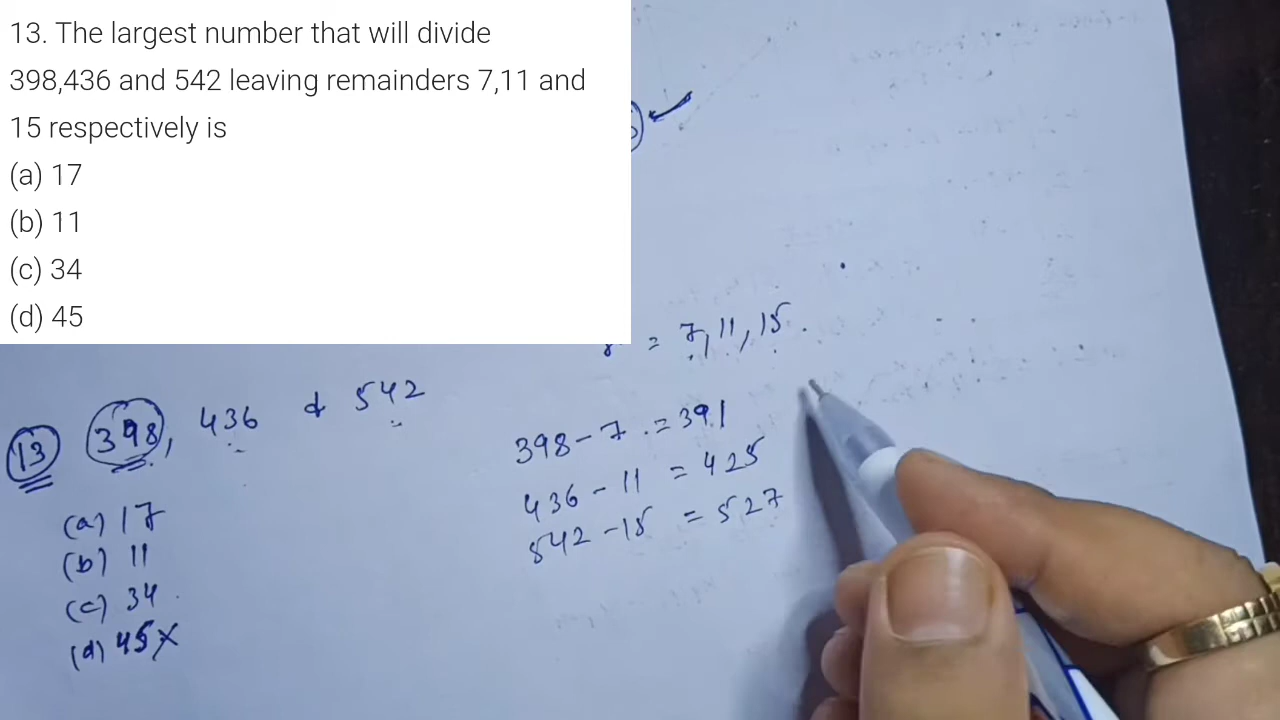 13. The largest number that will divide
398,436 and 542 leaving remainders 7,11 and
15 respectively is
(a) 17
(b) 11
(c) 34
(d) 45
= 7, 11, 15.
13 398, 436 & 542
(a) 17
(b) 11
(c) 34
(d) 45 ×
398 - 7 = 391
436 - 11 = 425
542 - 15 = 527